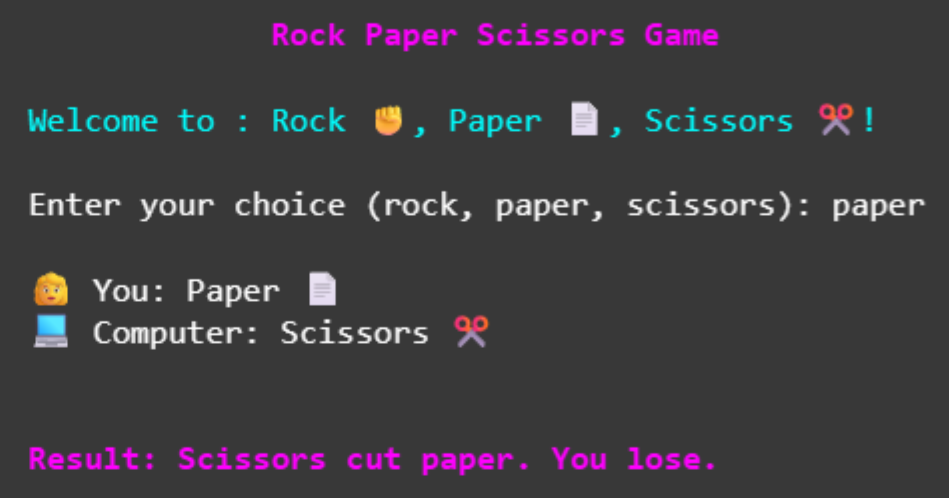 Rock Paper Scissors Game
Welcome to : Rock ✊, Paper 📄, Scissors ✂️!
Enter your choice (rock, paper, scissors): paper
👩 You: Paper 📄
💻 Computer: Scissors ✂️
Result: Scissors cut paper. You lose.